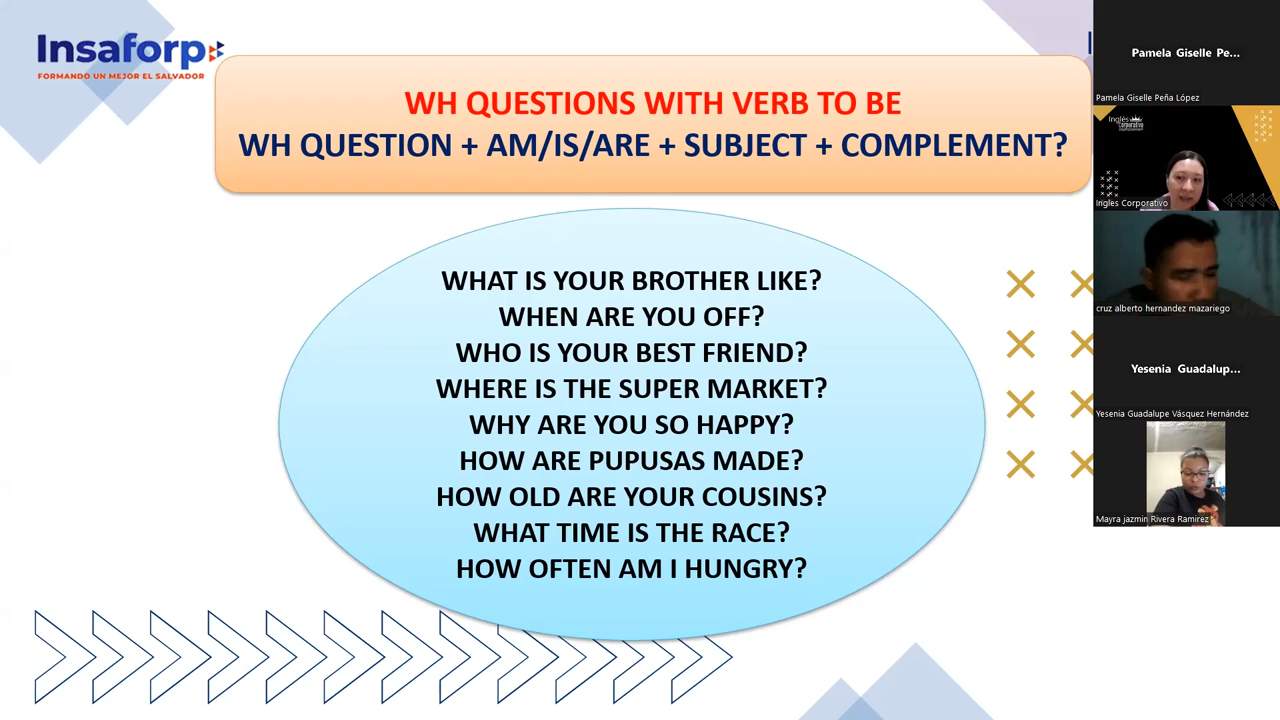 Insaforp
FORMANDO UN MEJOR EL SALVADOR
WH QUESTIONS WITH VERB TO BE
WH QUESTION + AM/IS/ARE + SUBJECT + COMPLEMENT?
WHAT IS YOUR BROTHER LIKE?
WHEN ARE YOU OFF?
WHO IS YOUR BEST FRIEND?
WHERE IS THE SUPER MARKET?
WHY ARE YOU SO HAPPY?
HOW ARE PUPUSAS MADE?
HOW OLD ARE YOUR COUSINS?
WHAT TIME IS THE RACE?
HOW OFTEN AM I HUNGRY?
Pamela Giselle Pe...
Pamela Giselle Peña López
Inglés
Corporativo
Ingles Corporativo
cruz alberto hernandez mazariego
Yesenia Guadalup...
Yesenia Guadalupe Vásquez Hernández
Mayra jazmin Rivera Ramirez